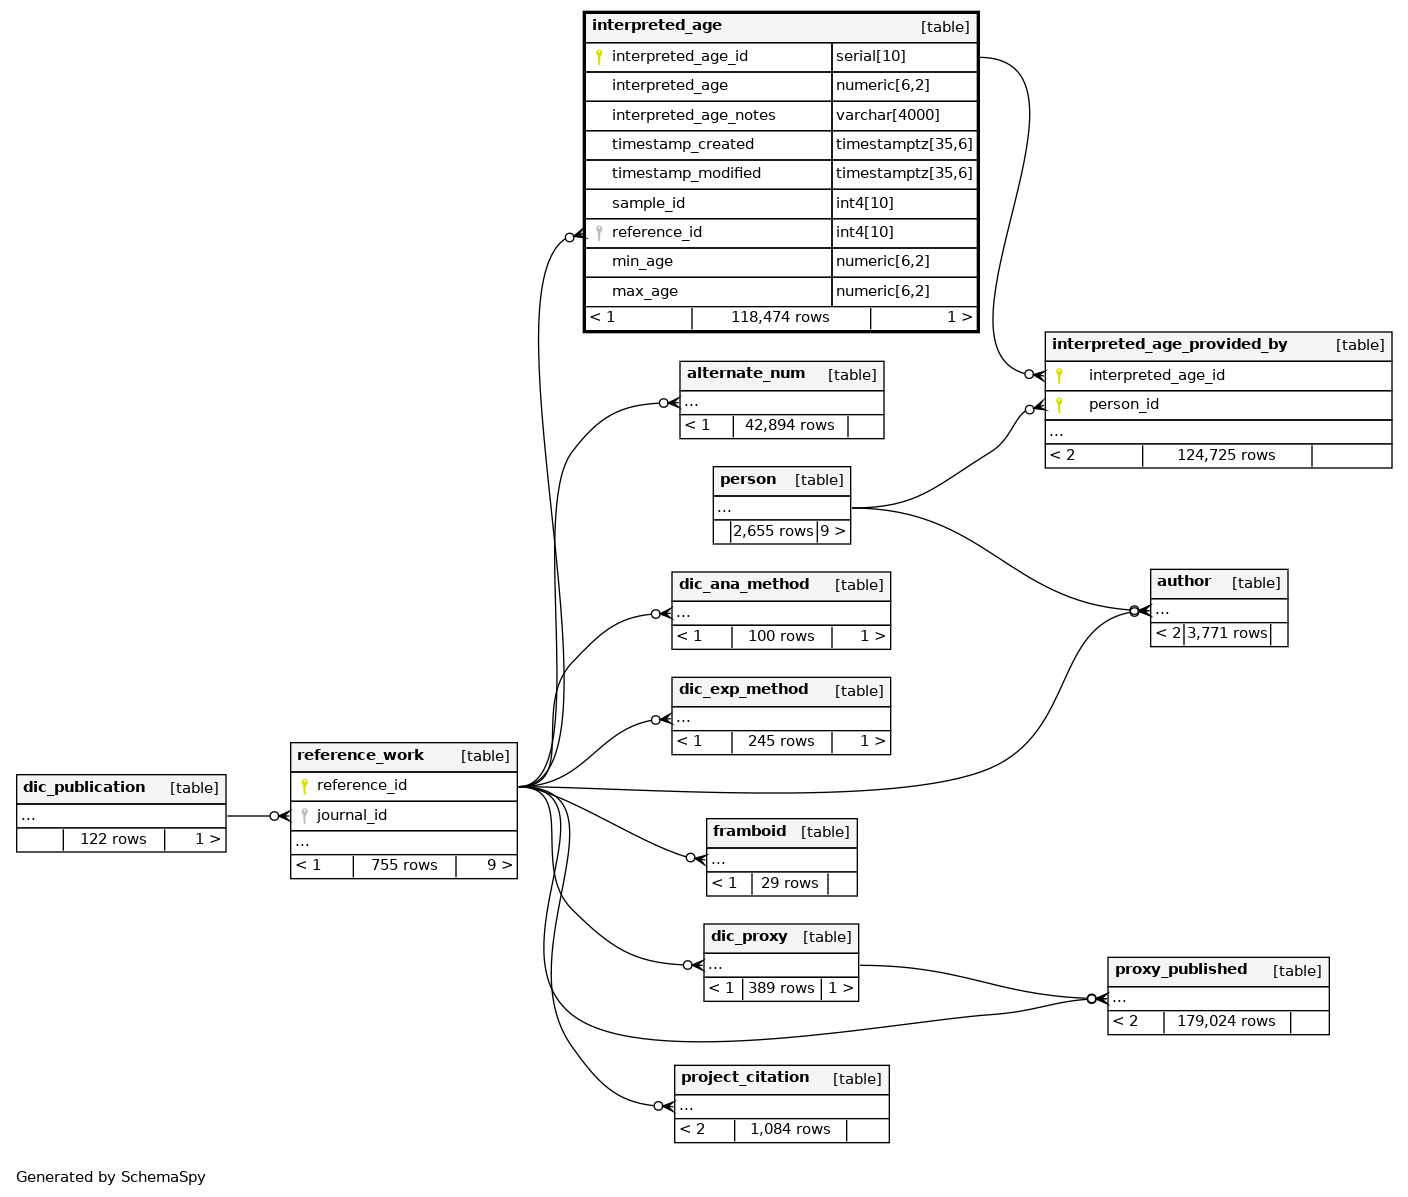 interpreted_age [table]
interpreted_age_id serial[10]
interpreted_age numeric[6,2]
interpreted_age_notes varchar[4000]
timestamp_created timestamptz[35,6]
timestamp_modified timestamptz[35,6]
sample_id int4[10]
reference_id int4[10]
min_age numeric[6,2]
max_age numeric[6,2]
< 1 118,474 rows 1 >
interpreted_age_provided_by [table]
interpreted_age_id
person_id
...
< 2 124,725 rows
alternate_num [table]
...
< 1 42,894 rows
person [table]
...
2,655 rows 9 >
dic_ana_method [table]
...
< 1 100 rows 1 >
author [table]
...
< 2 3,771 rows
dic_exp_method [table]
...
< 1 245 rows 1 >
reference_work [table]
reference_id
journal_id
...
< 1 755 rows 9 >
dic_publication [table]
...
122 rows 1 >
framboid [table]
...
< 1 29 rows
dic_proxy [table]
...
< 1 389 rows 1 >
proxy_published [table]
...
< 2 179,024 rows
project_citation [table]
...
< 2 1,084 rows
Generated by SchemaSpy